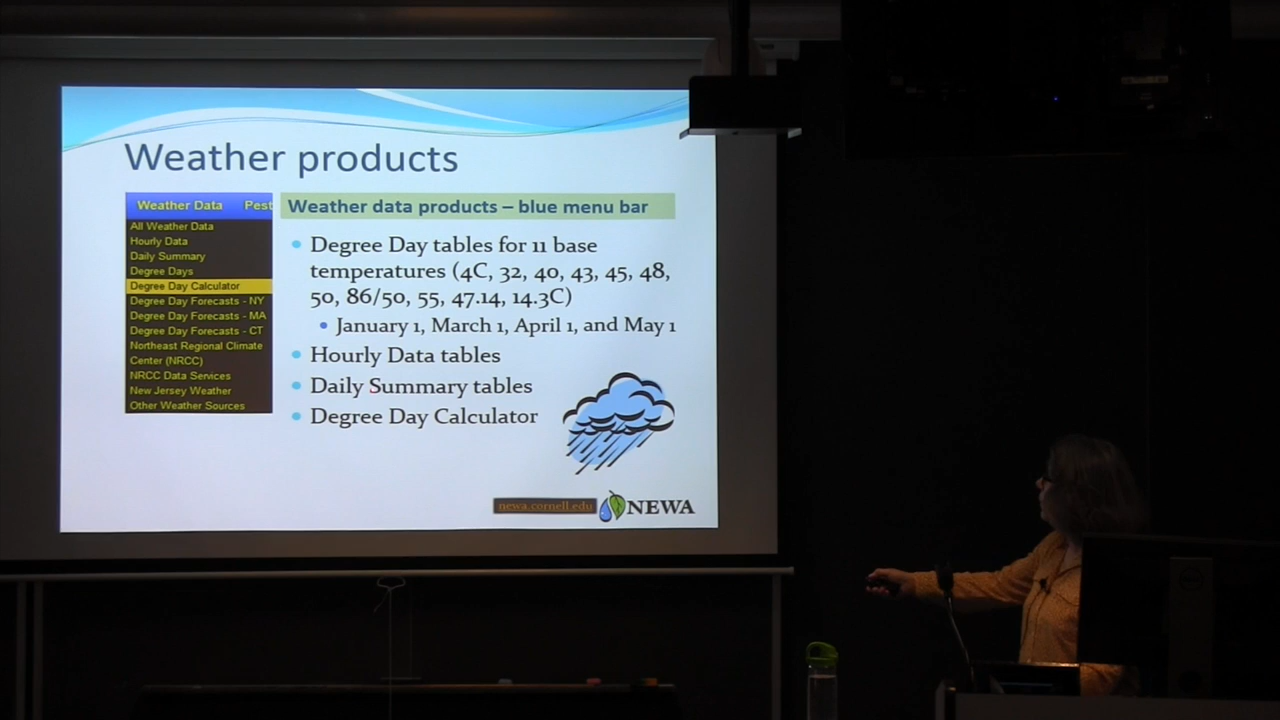 Weather products
Weather Data Pest
All Weather Data
Hourly Data
Daily Summary
Degree Days
Degree Day Calculator
Degree Day Forecasts - NY
Degree Day Forecasts - MA
Degree Day Forecasts - CT
Northeast Regional Climate
Center (NRCC)
NRCC Data Services
New Jersey Weather
Other Weather Sources
Weather data products – blue menu bar
• Degree Day tables for 11 base
temperatures (4C, 32, 40, 43, 45, 48,
50, 86/50, 55, 47.14, 14.3C)
• January 1, March 1, April 1, and May 1
• Hourly Data tables
• Daily Summary tables
• Degree Day Calculator
newa.cornell.edu NEWA